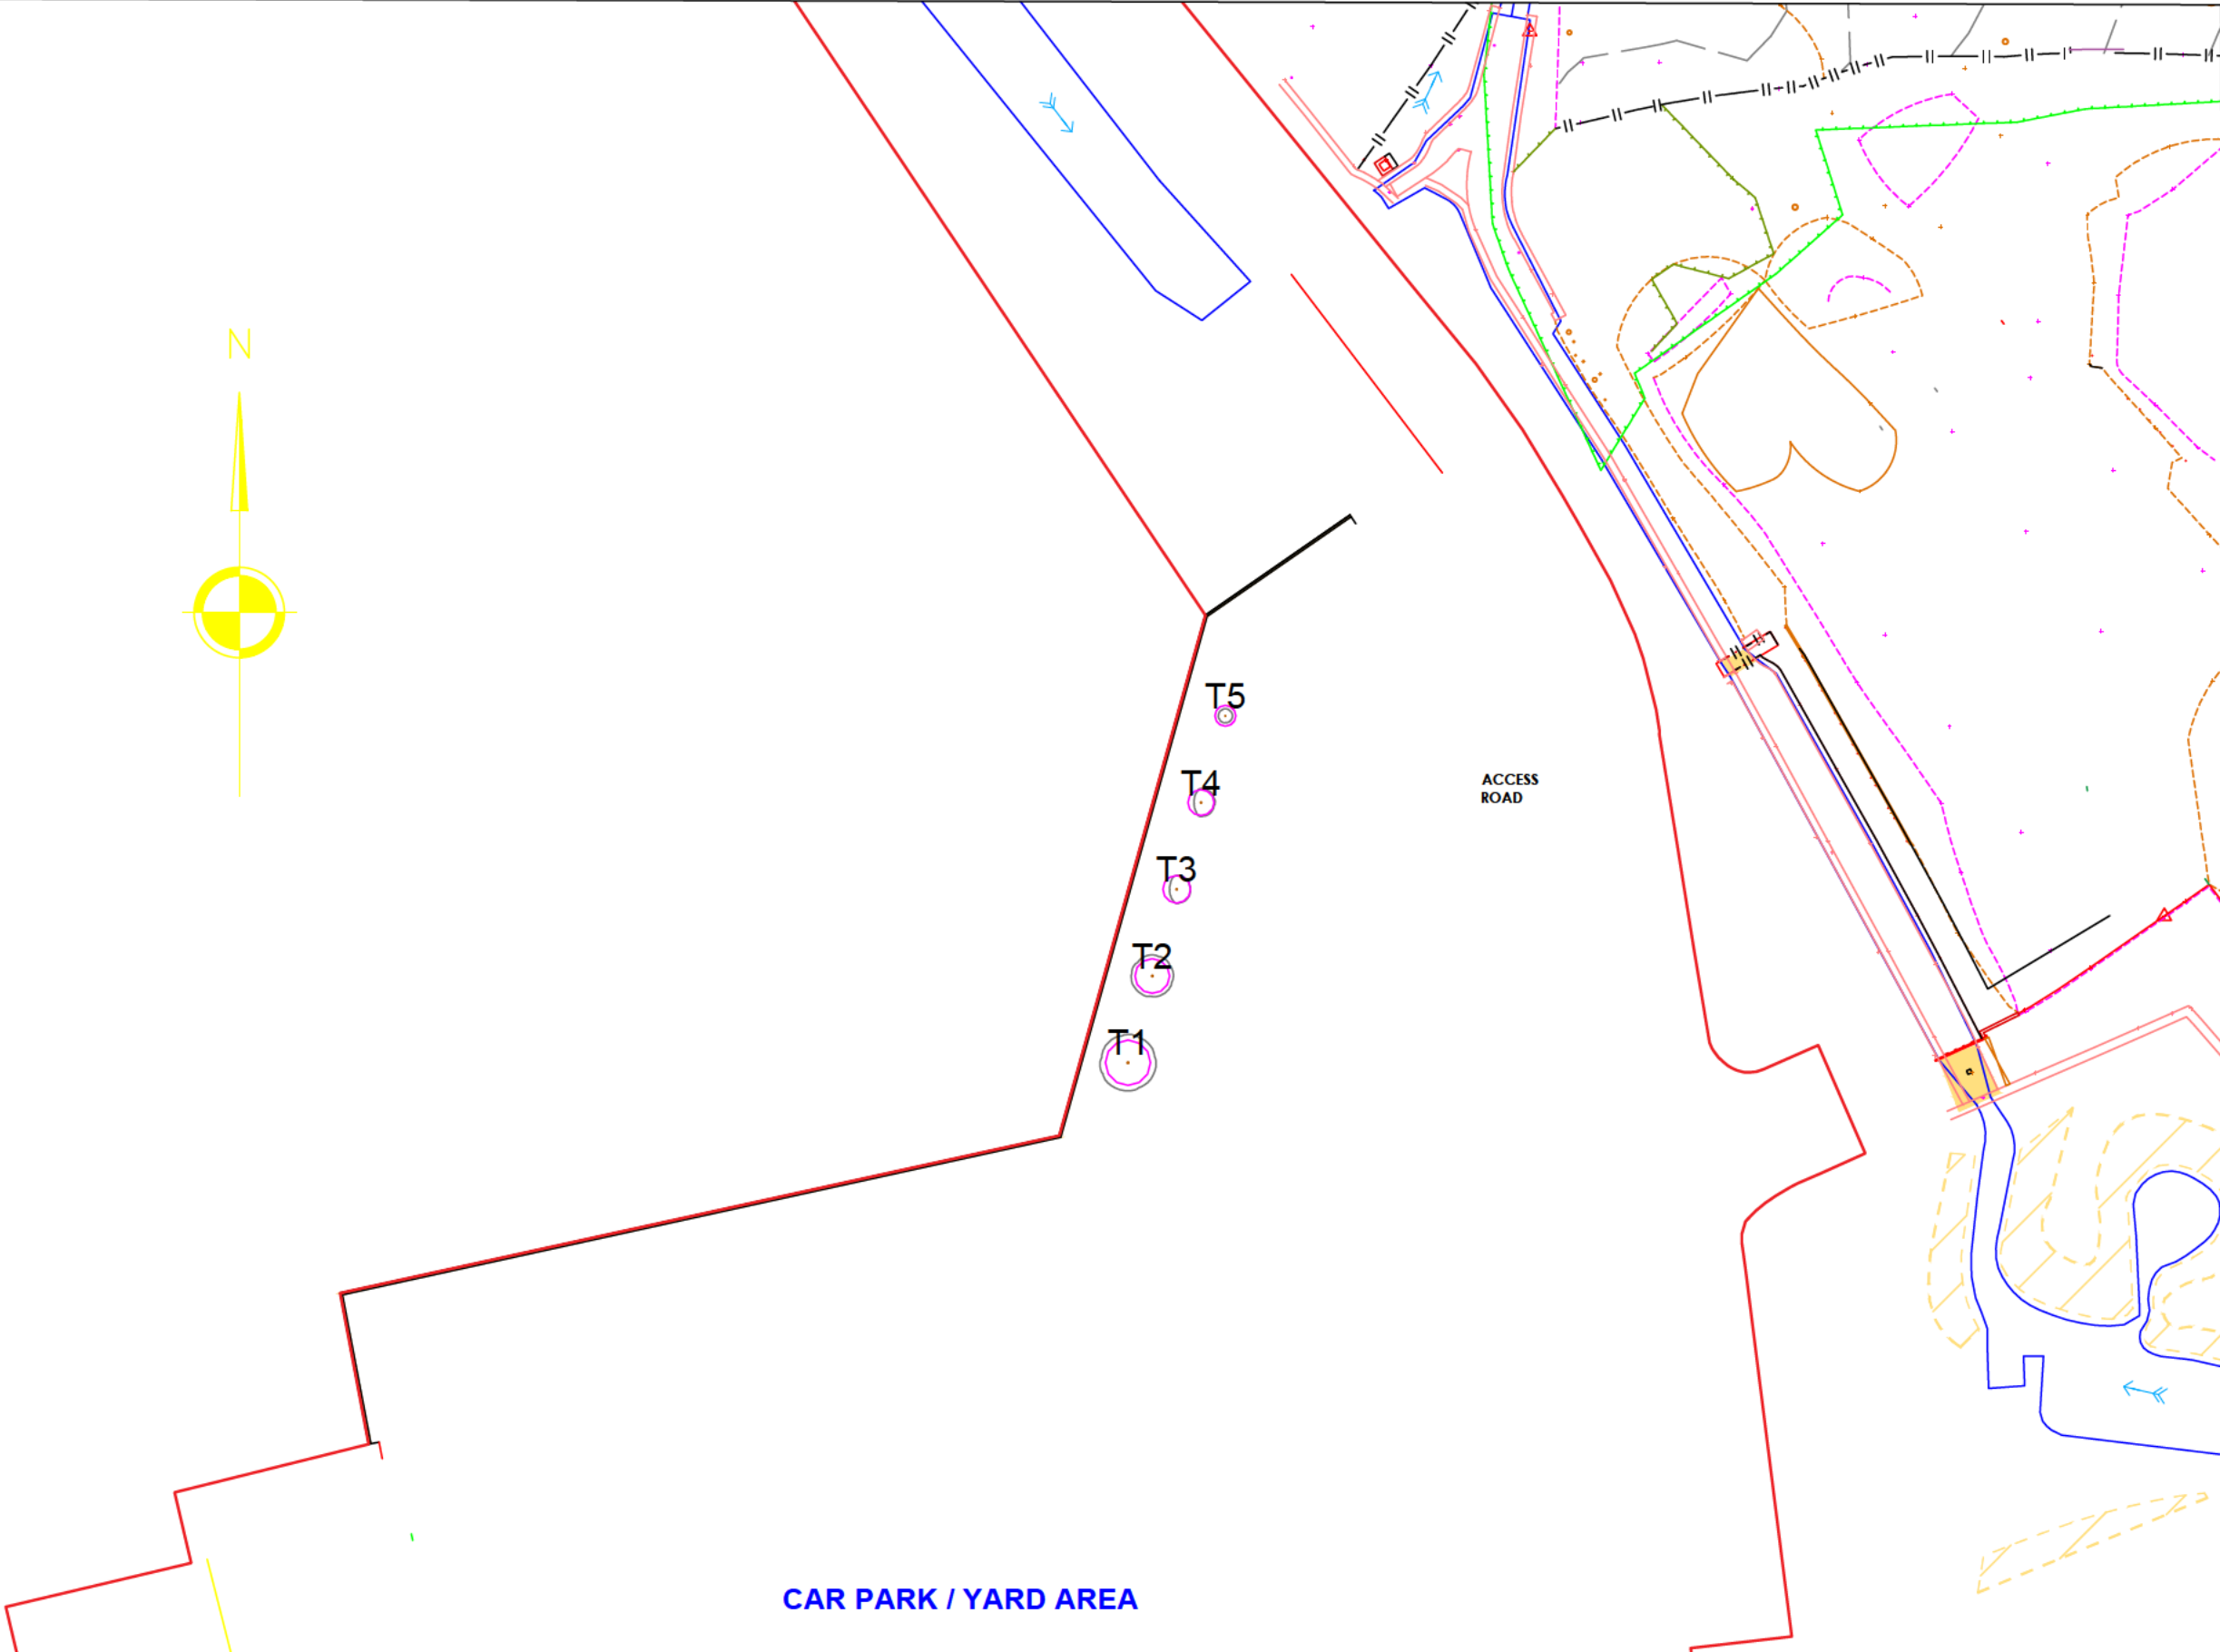 N
T5
T4
ACCESS
ROAD
T3
T2
T1
CAR PARK / YARD AREA